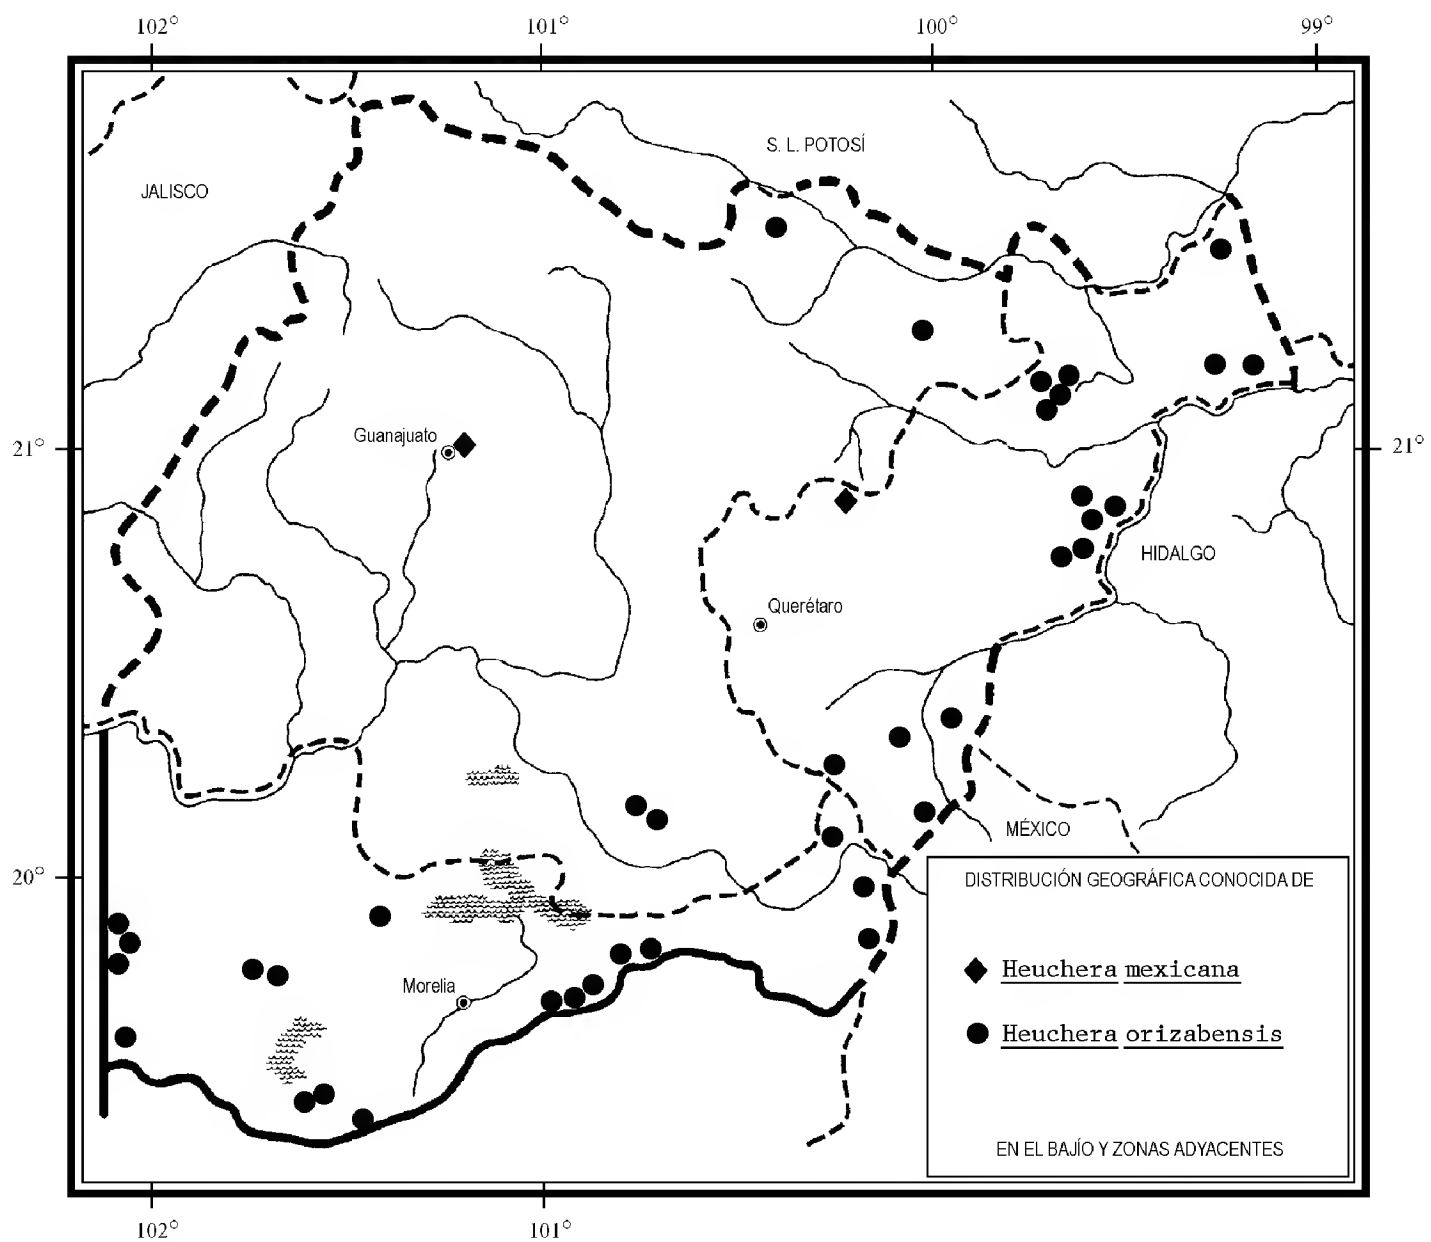 102° 101° 100° 99°
S. L. POTOSÍ
JALISCO
Guanajuato
21° 21°
HIDALGO
Querétaro
MÉXICO
20°
DISTRIBUCIÓN GEOGRÁFICA CONOCIDA DE
Heuchera mexicana
Morelia
Heuchera orizabensis
EN EL BAJÍO Y ZONAS ADYACENTES
102° 101°